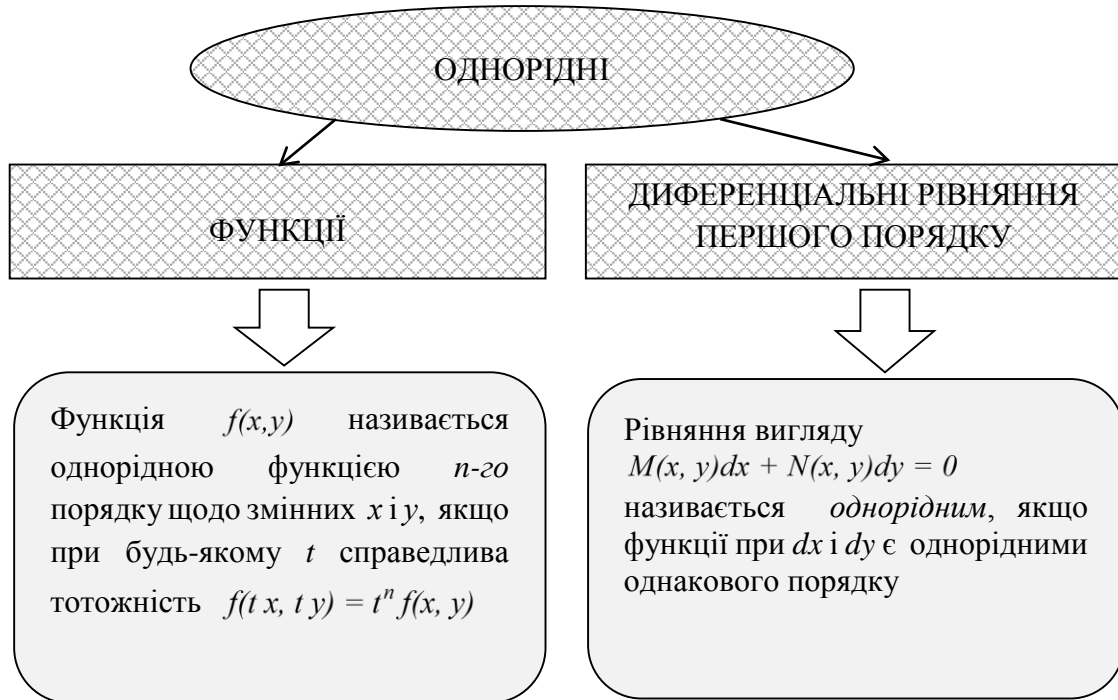 ОДНОРІДНІ
ФУНКЦІЇ
ДИФЕРЕНЦІАЛЬНІ РІВНЯННЯ
ПЕРШОГО ПОРЯДКУ
Функція f(x,y) називається
однорідною функцією n-го
порядку щодо змінних x і y, якщо
при будь-якому t справедлива
тотожність f(t x, t y) = tⁿ f(x, y)
Рівняння вигляду
M(x, y)dx + N(x, y)dy = 0
називається однорідним, якщо
функції при dx і dy є однорідними
однакового порядку